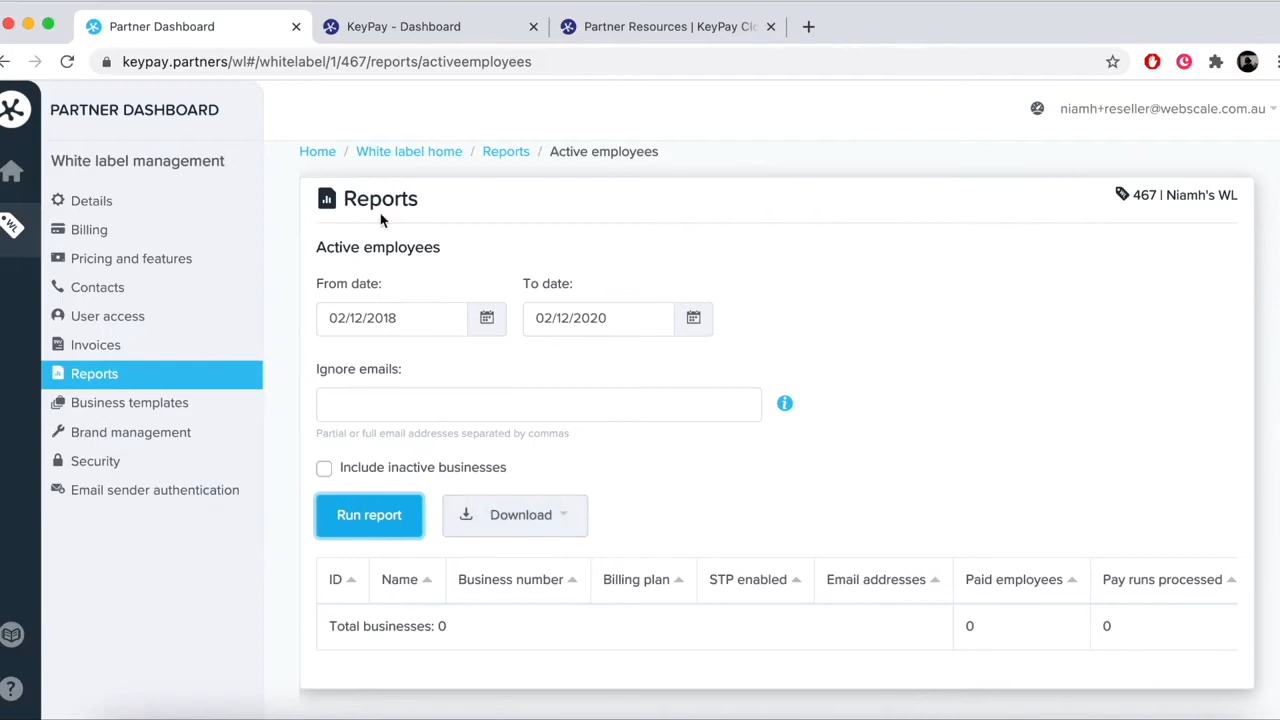 Partner Dashboard
KeyPay - Dashboard
Partner Resources | KeyPay Clo
keypay.partners/wl#/whitelabel/1/467/reports/activeemployees
PARTNER DASHBOARD
niamh+reseller@webscale.com.au
White label management
Details
Billing
Pricing and features
Contacts
User access
Invoices
Reports
Business templates
Brand management
Security
Email sender authentication
WL
Home / White label home / Reports / Active employees
Reports
467 | Niamh's WL
Active employees
From date:
To date:
02/12/2018
02/12/2020
Ignore emails:
Partial or full email addresses separated by commas
Include inactive businesses
Run report
Download
ID
Name
Business number
Billing plan
STP enabled
Email addresses
Paid employees
Pay runs processed
Total businesses: 0
0
0